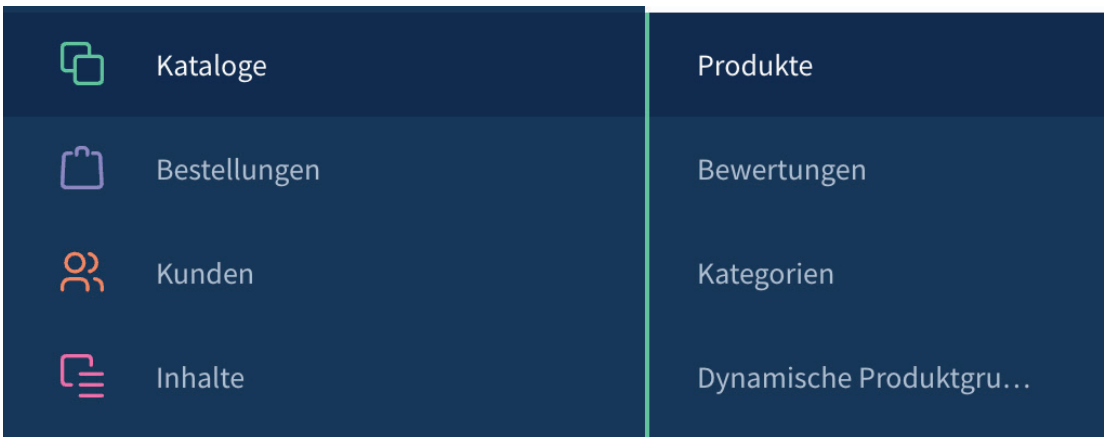 Kataloge
Bestellungen
Kunden
Inhalte
Produkte
Bewertungen
Kategorien
Dynamische Produktgru…